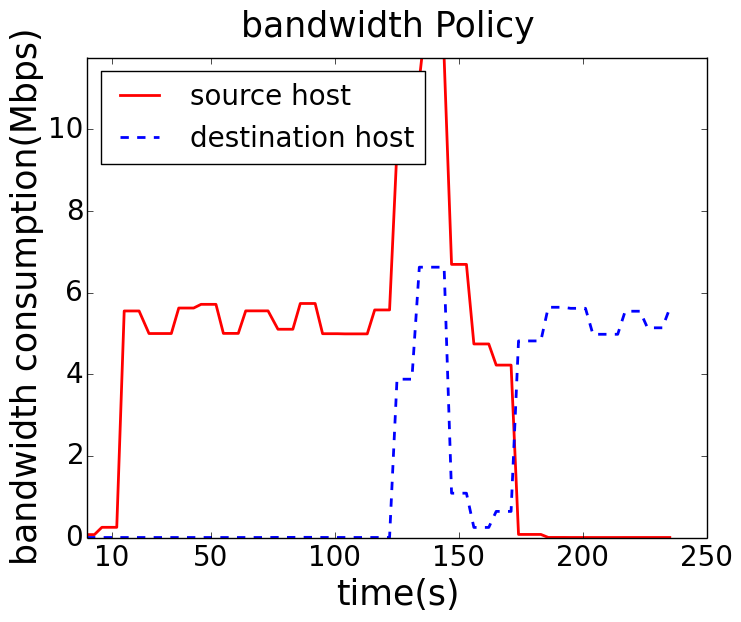 bandwidth Policy
source host
destination host
bandwidth consumption(Mbps)
10
8
6
4
2
0
10 50 100 150 200 250
time(s)